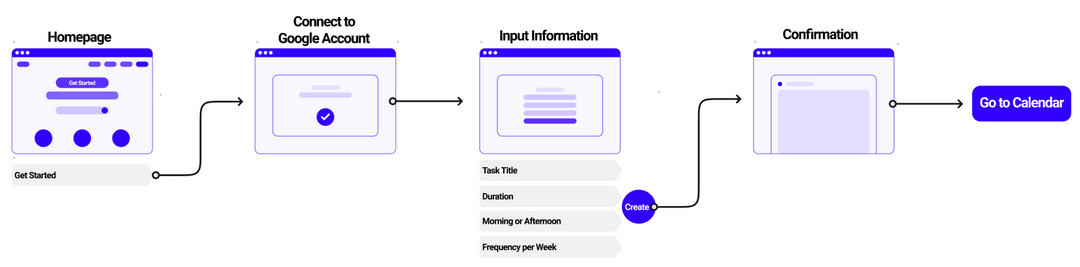 Homepage
Get Started
Get Started
Connect to
Google Account
Input Information
Task Title
Duration
Morning or Afternoon
Frequency per Week
Create
Confirmation
Go to Calendar